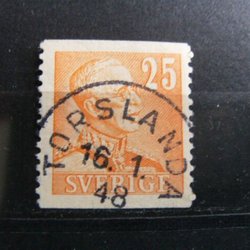 25
TORSLANDA
16. 1.
48
SVERIGE